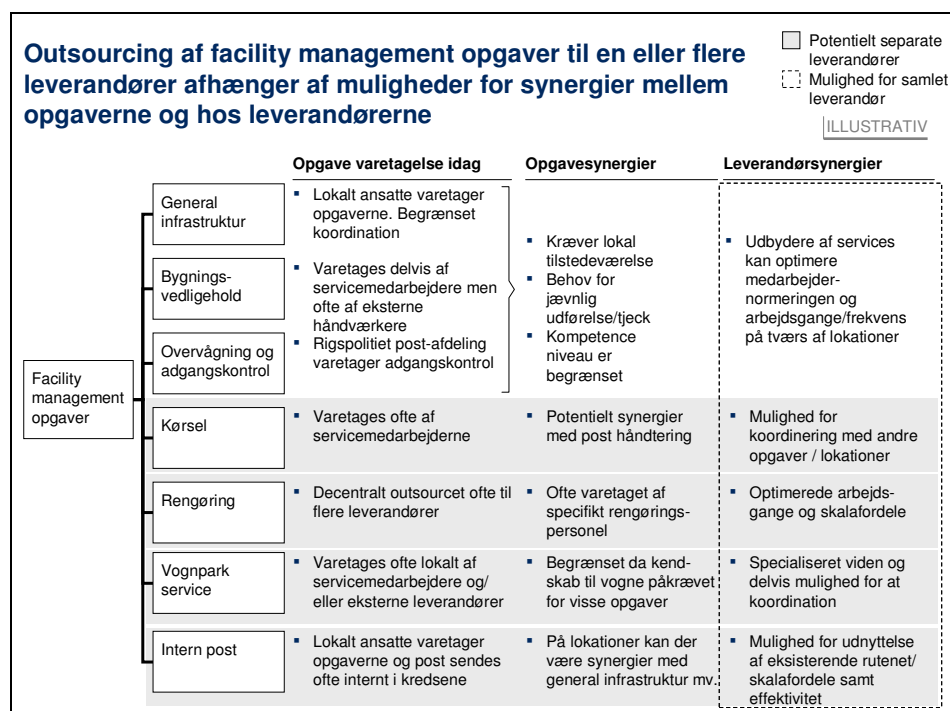 Outsourcing af facility management opgaver til en eller flere
leverandører afhænger af muligheder for synergier mellem
opgaverne og hos leverandørerne
Potentielt separate
leverandører
Mulighed for samlet
leverandør
ILLUSTRATIV
Opgave varetagelse idag
Opgavesynergier
Leverandørsynergier
Facility
management
opgaver
General
infrastruktur
▪ Lokalt ansatte varetager
opgaverne. Begrænset
koordination
Bygnings-
vedligehold
▪ Varetages delvis af
servicemedarbejdere men
ofte af eksterne
håndværkere
Overvågning og
adgangskontrol
▪ Rigspolitiet post-afdeling
varetager adgangskontrol
▪ Kræver lokal
tilstedeværelse
▪ Behov for
jævnlig
udførelse/tjeck
▪ Kompetence
niveau er
begrænset
▪ Udbydere af services
kan optimere
medarbejder-
normeringen og
arbejdsgange/frekvens
på tværs af lokationer
Kørsel
▪ Varetages ofte af
servicemedarbejderne
▪ Potentielt synergier
med post håndtering
▪ Mulighed for
koordinering med andre
opgaver / lokationer
Rengøring
▪ Decentralt outsourcet ofte til
flere leverandører
▪ Ofte varetaget af
specifikt rengørings-
personel
▪ Optimerede arbejds-
gange og skalafordele
Vognpark
service
▪ Varetages ofte lokalt af
servicemedarbejdere og/
eller eksterne leverandører
▪ Begrænset da kend-
skab til vogne påkrævet
for visse opgaver
▪ Specialiseret viden og
delvis mulighed for at
koordination
Intern post
▪ Lokalt ansatte varetager
opgaverne og post sendes
ofte internt i kredsene
▪ På lokationer kan der
være synergier med
general infrastruktur mv.
▪ Mulighed for udnyttelse
af eksisterende rutenet/
skalafordele samt
effektivitet